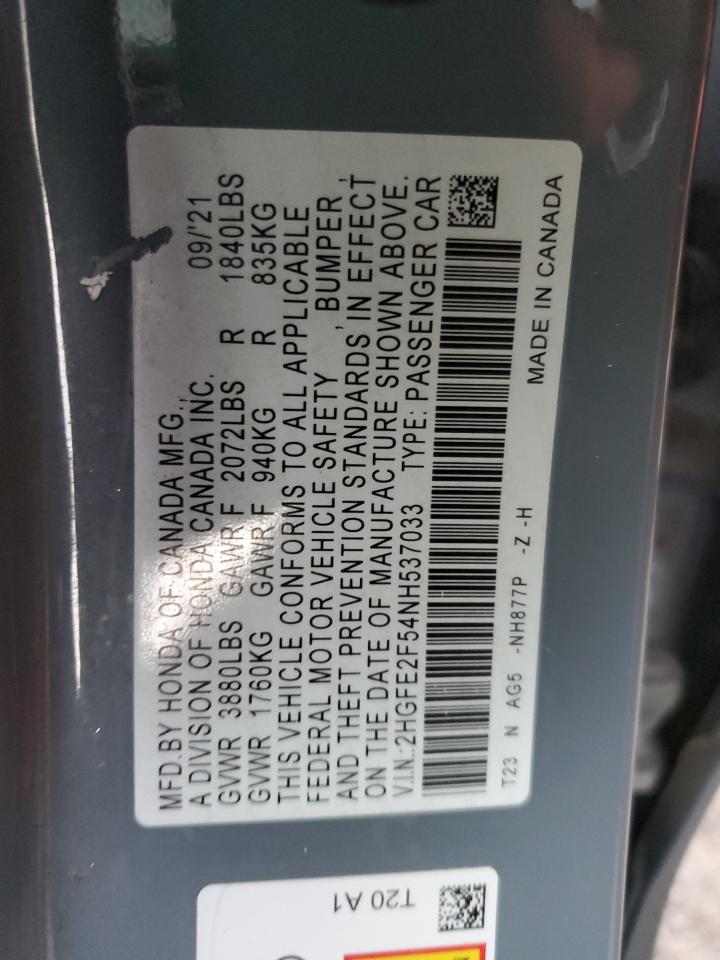 MFD.BY HONDA OF CANADA MFG.,
A DIVISION OF HONDA CANADA INC. 09/'21
GVWR 3880LBS GAWR F 2072LBS R 1840LBS
GVWR 1760KG GAWR F 940KG R 835KG
THIS VEHICLE CONFORMS TO ALL APPLICABLE
FEDERAL MOTOR VEHICLE SAFETY , BUMPER ,
AND THEFT PREVENTION STANDARDS, IN EFFECT
ON THE DATE OF MANUFACTURE SHOWN ABOVE.
V.I.N.:2HGFE2F54NH537033 TYPE: PASSENGER CAR
T23 N AG5 -NH877P -Z -H
MADE IN CANADA
T20 A1